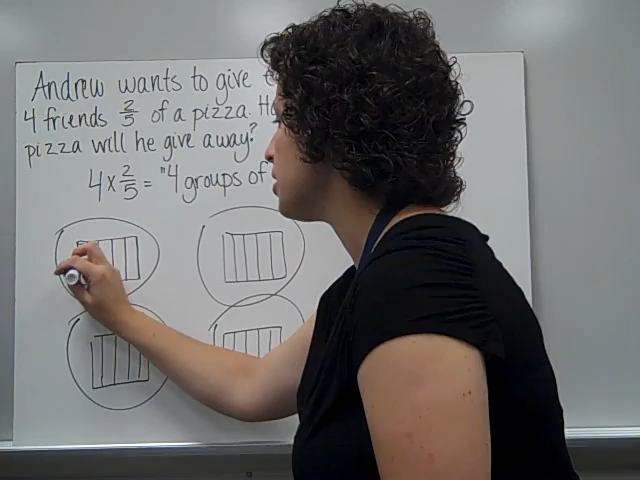 Andrew wants to give
4 friends 2/5 of a pizza.
pizza will he give away?
4 x 2/5 = "4 groups of